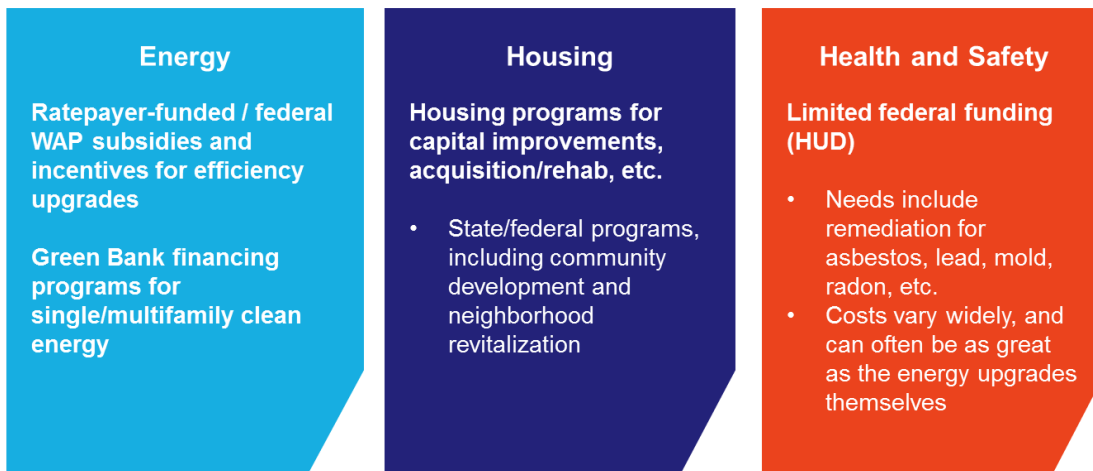 Energy
Ratepayer-funded / federal
WAP subsidies and
incentives for efficiency
upgrades
Green Bank financing
programs for
single/multifamily clean
energy
Housing
Housing programs for
capital improvements,
acquisition/rehab, etc.
• State/federal programs,
including community
development and
neighborhood
revitalization
Health and Safety
Limited federal funding
(HUD)
• Needs include
remediation for
asbestos, lead, mold,
radon, etc.
• Costs vary widely, and
can often be as great
as the energy upgrades
themselves